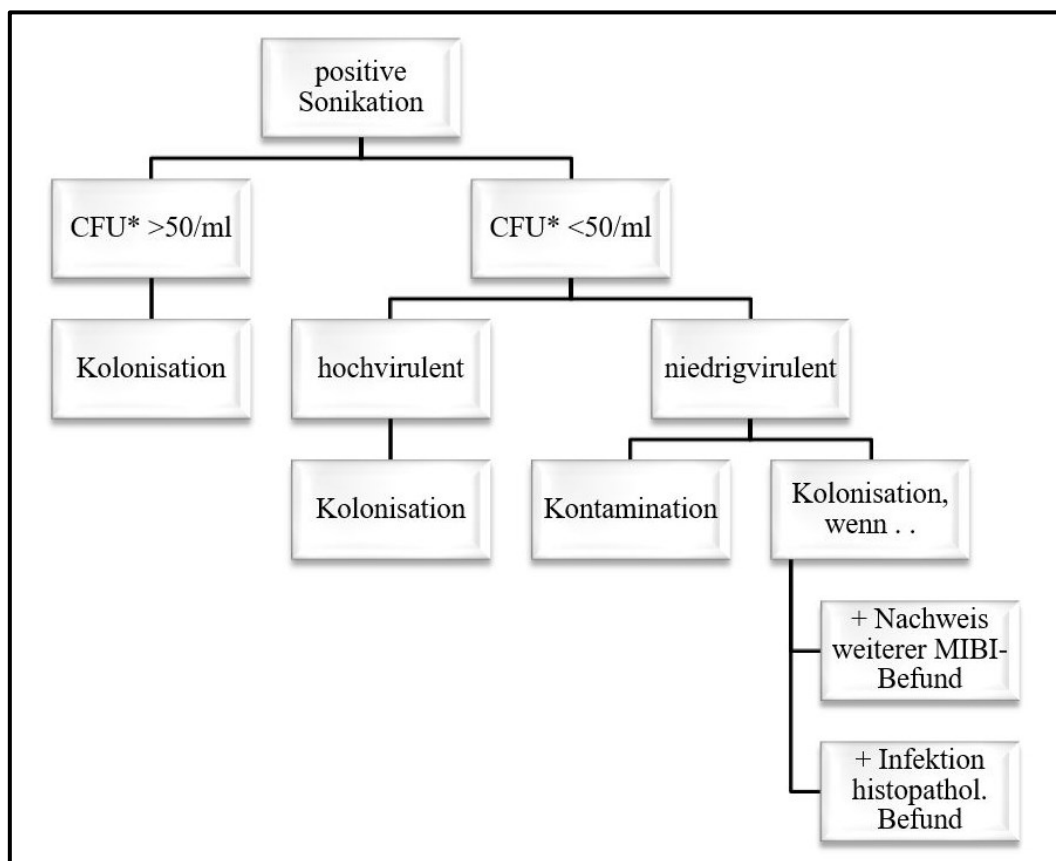 positive
Sonikation
CFU* >50/ml
CFU* <50/ml
Kolonisation
hochvirulent
niedrigvirulent
Kolonisation
Kontamination
Kolonisation,
wenn . .
+ Nachweis
weiterer MIBI-
Befund
+ Infektion
histopathol.
Befund